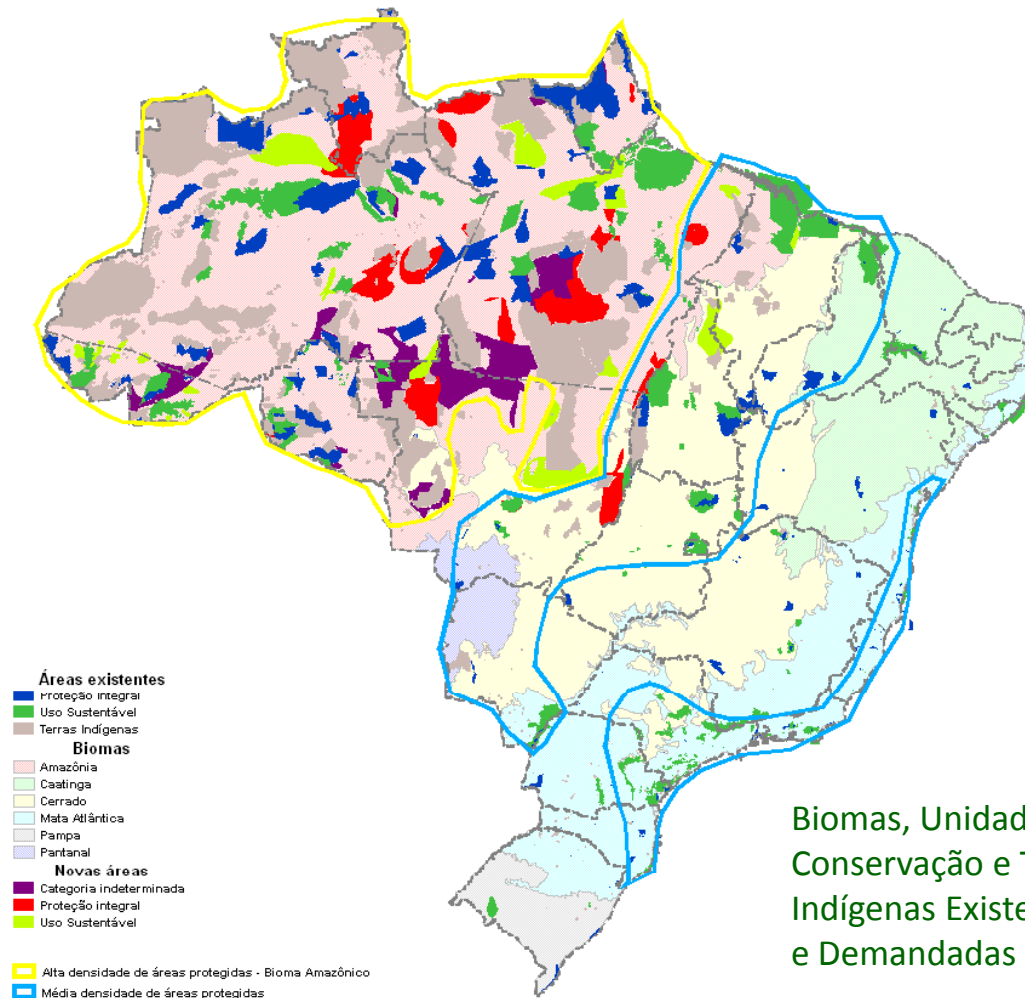 Áreas existentes
Proteção integral
Uso Sustentável
Terras Indígenas
Biomas
Amazônia
Caatinga
Cerrado
Mata Atlântica
Pampa
Pantanal
Novas áreas
Categoria indeterminada
Proteção integral
Uso Sustentável
Alta densidade de áreas protegidas - Bioma Amazônico
Média densidade de áreas protegidas
Biomas, Unidad
Conservação e T
Indígenas Existe
e Demandadas